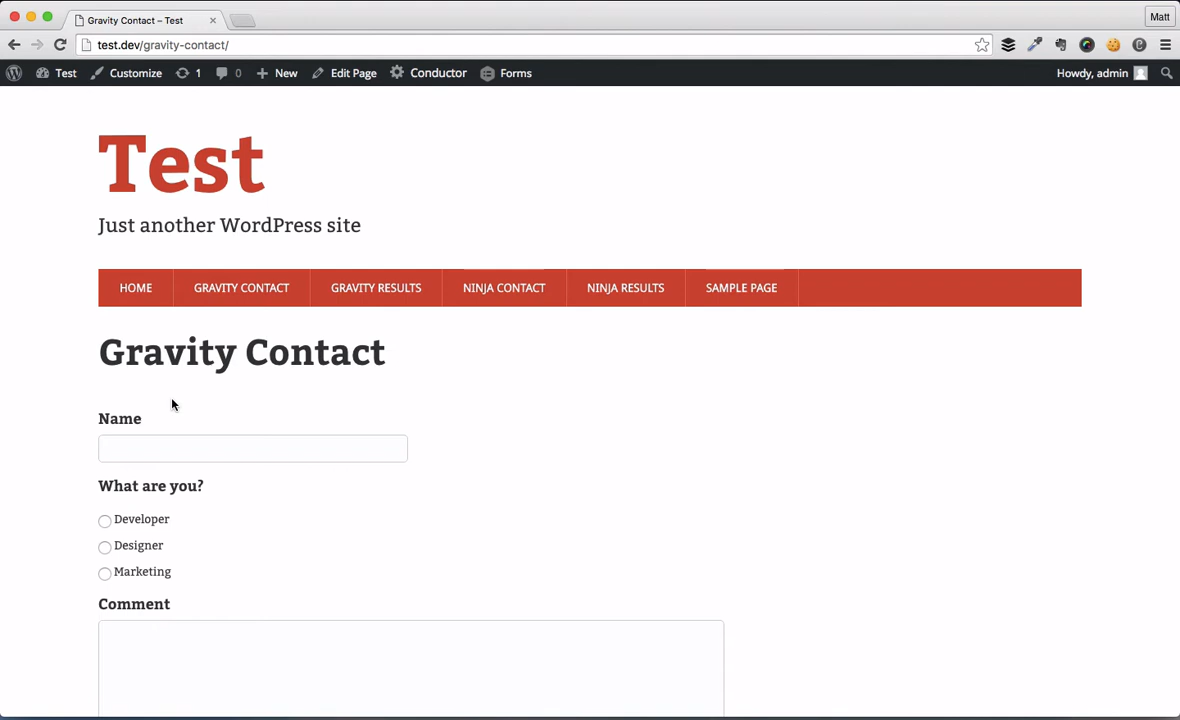 Gravity Contact – Test
Matt
test.dev/gravity-contact/
Test Customize 1 0 New Edit Page Conductor Forms Howdy, admin
Test
Just another WordPress site
HOME GRAVITY CONTACT GRAVITY RESULTS NINJA CONTACT NINJA RESULTS SAMPLE PAGE
Gravity Contact
Name
What are you?
Developer
Designer
Marketing
Comment